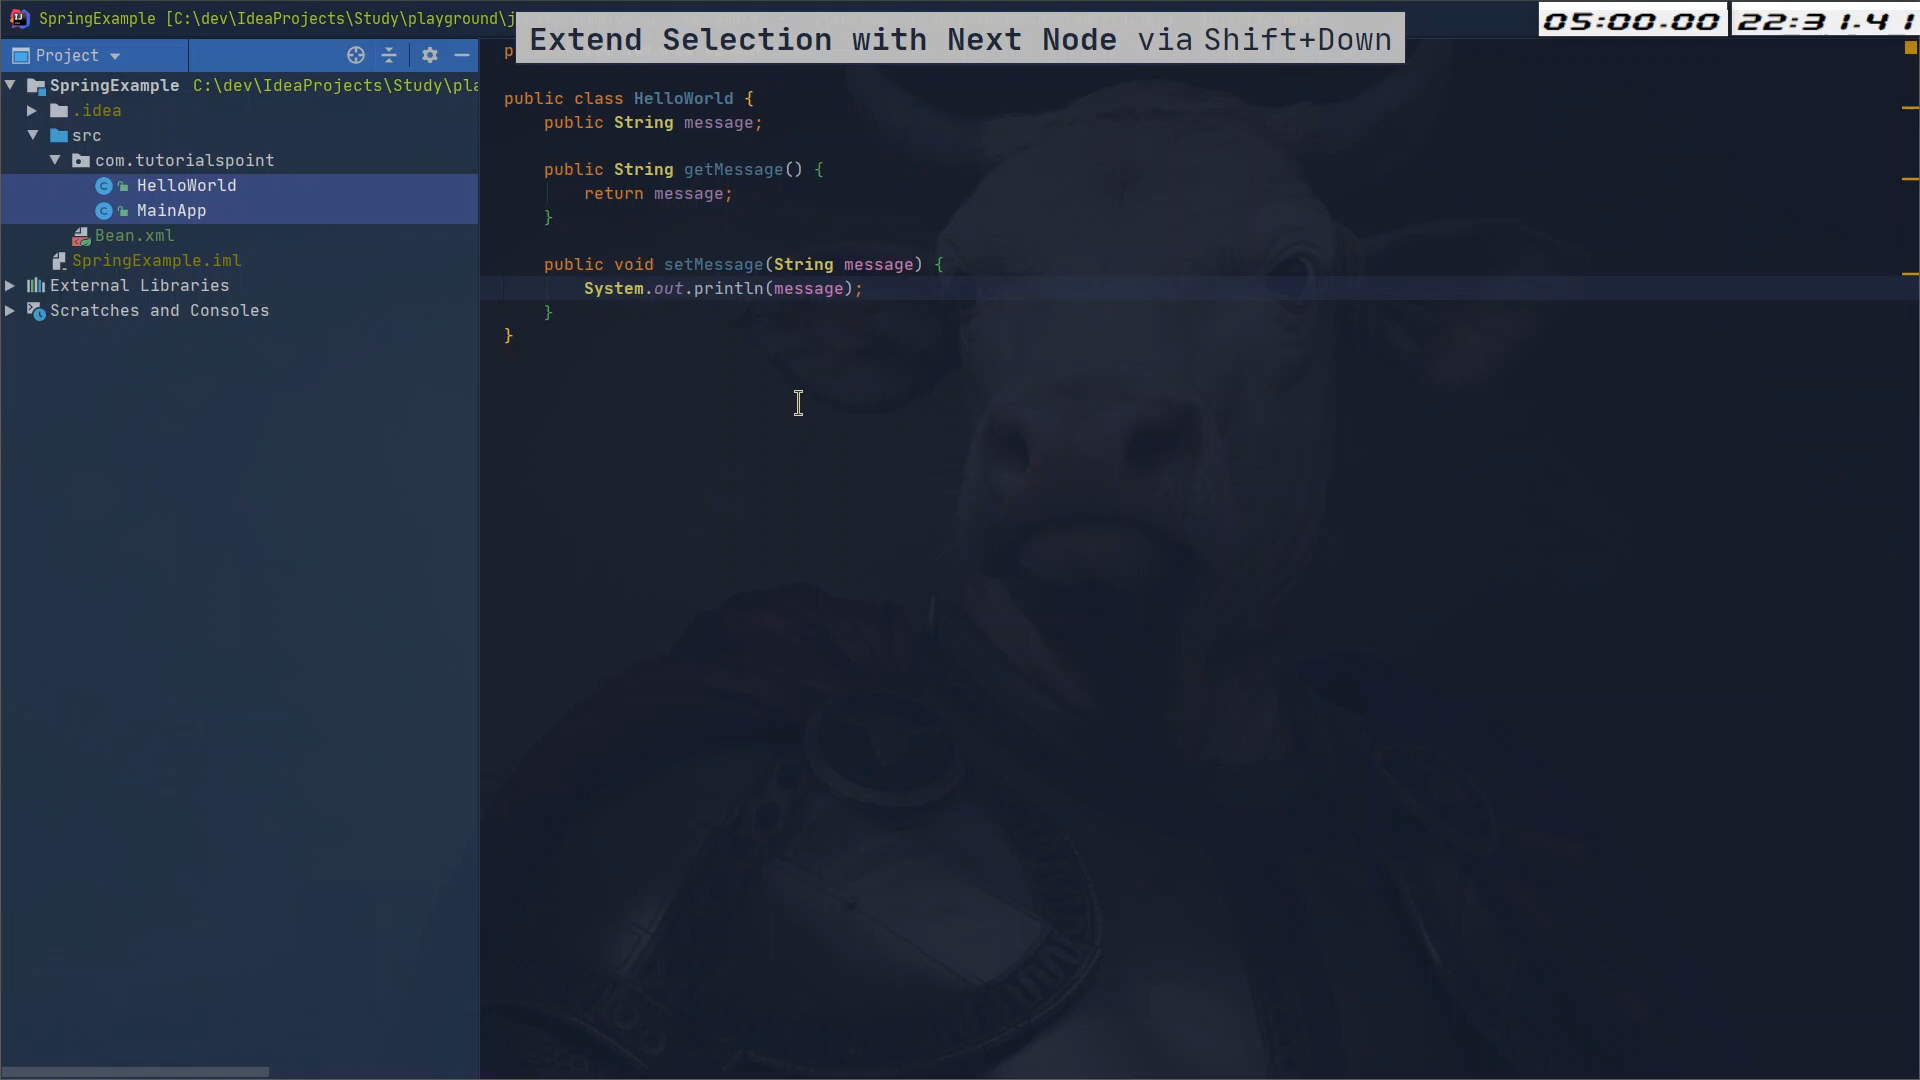 SpringExample [C:\dev\IdeaProjects\Study\playground\j
Extend Selection with Next Node via Shift+Down
05:00.00
22:31.41
Project
SpringExample C:\dev\IdeaProjects\Study\pla
.idea
src
com.tutorialspoint
HelloWorld
MainApp
Bean.xml
SpringExample.iml
External Libraries
Scratches and Consoles
public class HelloWorld {
public String message;
public String getMessage() {
return message;
}
public void setMessage(String message) {
System.out.println(message);
}
}